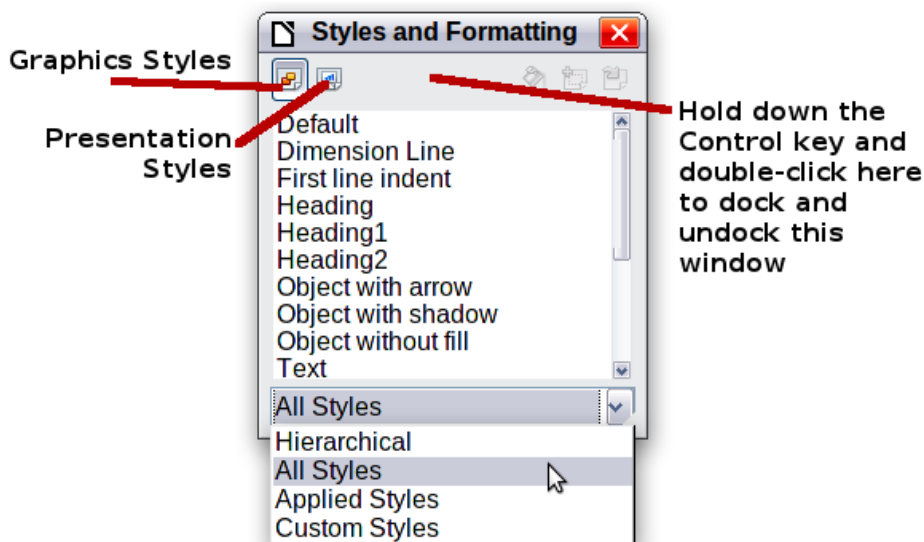 Styles and Formatting
Graphics Styles
Presentation
Styles
Hold down the
Control key and
double-click here
to dock and
undock this
window
Default
Dimension Line
First line indent
Heading
Heading1
Heading2
Object with arrow
Object with shadow
Object without fill
Text
All Styles
Hierarchical
All Styles
Applied Styles
Custom Styles